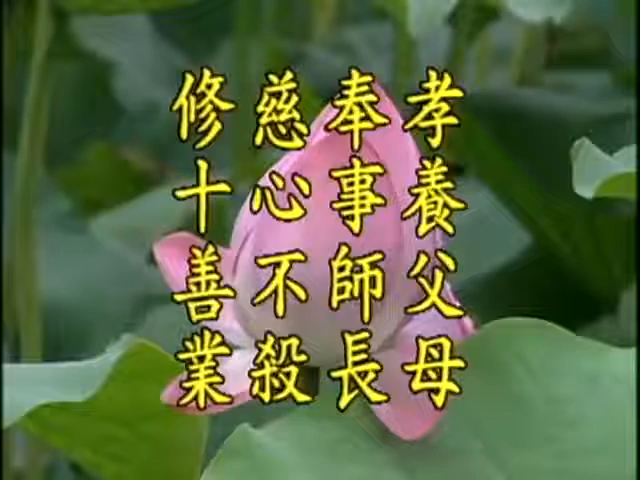 孝養父母
奉事師長
慈心不殺
修十善業